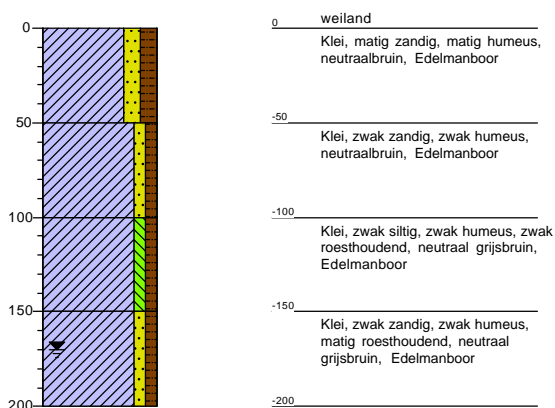 0
50
100
150
200
0
weiland
Klei, matig zandig, matig humeus,
neutraalbruin, Edelmanboor
-50
Klei, zwak zandig, zwak humeus,
neutraalbruin, Edelmanboor
-100
Klei, zwak siltig, zwak humeus, zwak
roesthoudend, neutraal grijsbruin,
Edelmanboor
-150
Klei, zwak zandig, zwak humeus,
matig roesthoudend, neutraal
grijsbruin, Edelmanboor
-200